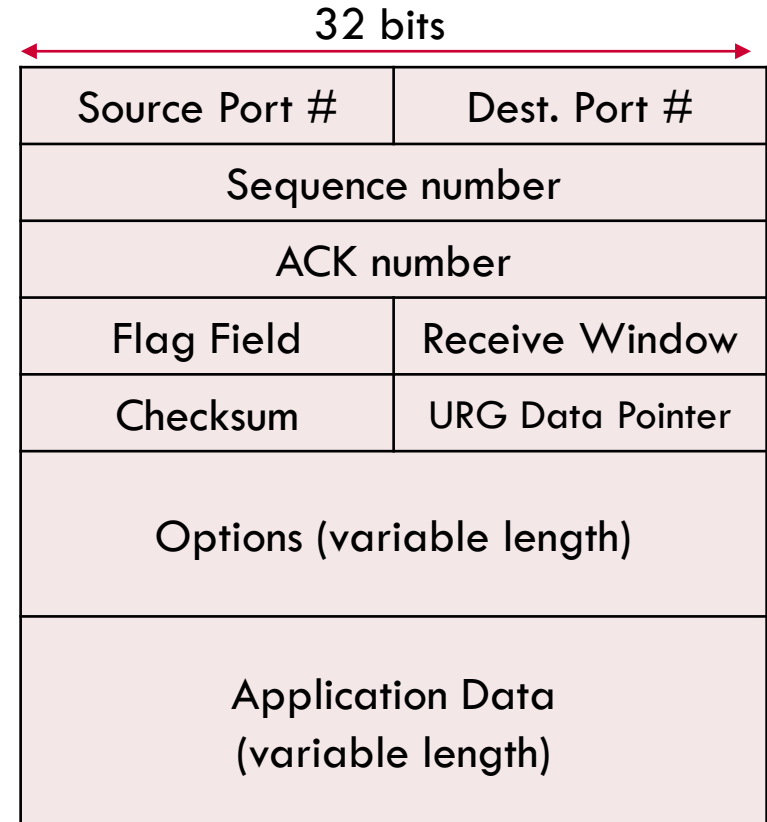 32 bits
Source Port #
Dest. Port #
Sequence number
ACK number
Flag Field
Receive Window
Checksum
URG Data Pointer
Options (variable length)
Application Data
(variable length)